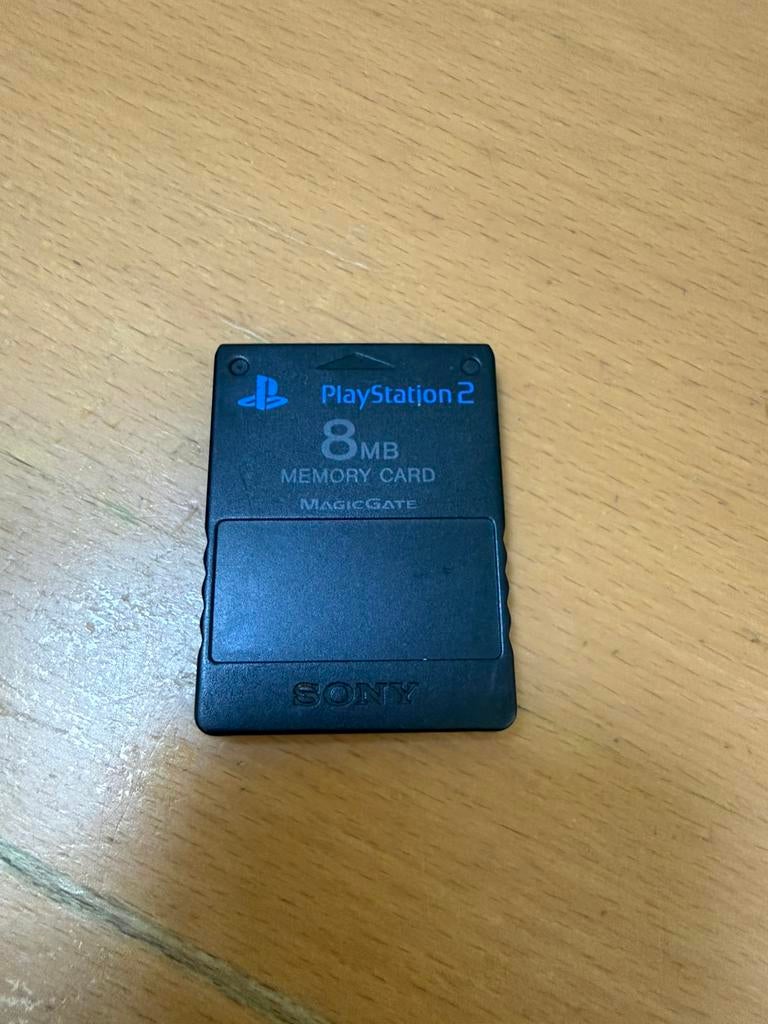 PlayStation 2
8MB
MEMORY CARD
MAGICGATE
SONY